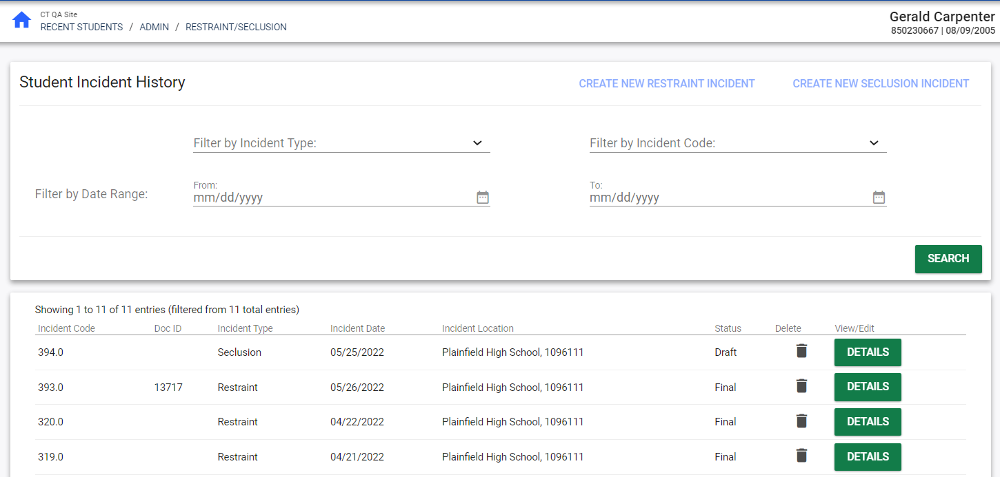 CT QA Site
RECENT STUDENTS / ADMIN / RESTRAINT/SECLUSION
Gerald Carpenter
850230667 | 08/09/2005
Student Incident History
CREATE NEW RESTRAINT INCIDENT
CREATE NEW SECLUSION INCIDENT
Filter by Incident Type:
Filter by Incident Code:
Filter by Date Range:
From:
mm/dd/yyyy
To:
mm/dd/yyyy
SEARCH
Showing 1 to 11 of 11 entries (filtered from 11 total entries)
Incident Code Doc ID Incident Type Incident Date Incident Location Status Delete View/Edit
394.0 Seclusion 05/25/2022 Plainfield High School, 1096111 Draft DETAILS
393.0 13717 Restraint 05/26/2022 Plainfield High School, 1096111 Final DETAILS
320.0 Restraint 04/22/2022 Plainfield High School, 1096111 Final DETAILS
319.0 Restraint 04/21/2022 Plainfield High School, 1096111 Final DETAILS